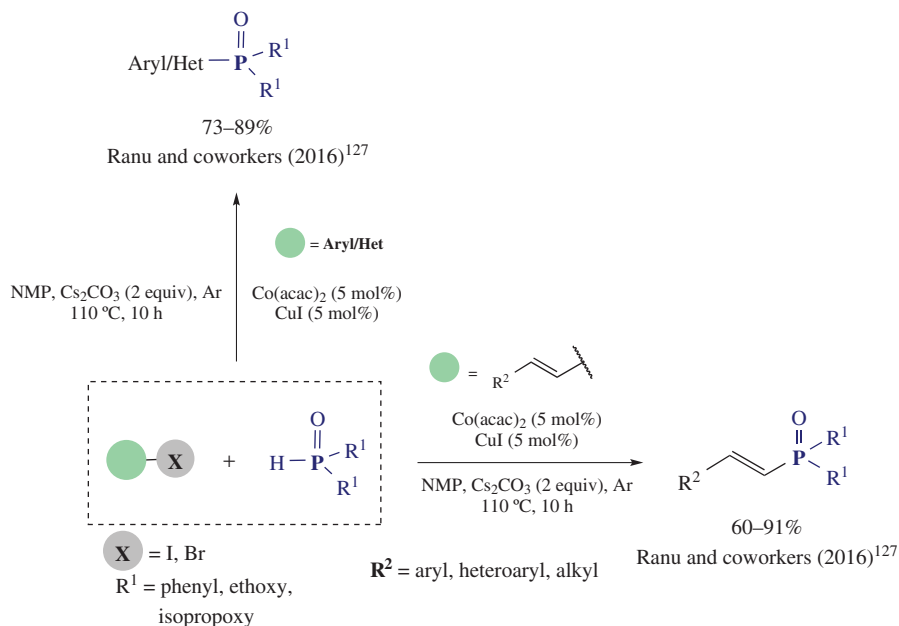 O
Aryl/Het P R¹
R¹
73–89%
Ranu and coworkers (2016)¹²⁷
= Aryl/Het
NMP, Cs₂CO₃ (2 equiv), Ar
110 ºC, 10 h
Co(acac)₂ (5 mol%)
CuI (5 mol%)
= R²
Co(acac)₂ (5 mol%)
CuI (5 mol%)
X + H P O R¹
R¹
NMP, Cs₂CO₃ (2 equiv), Ar
110 ºC, 10 h
R² P O R¹
R¹
60–91%
Ranu and coworkers (2016)¹²⁷
X = I, Br
R¹ = phenyl, ethoxy,
isopropoxy
R² = aryl, heteroaryl, alkyl